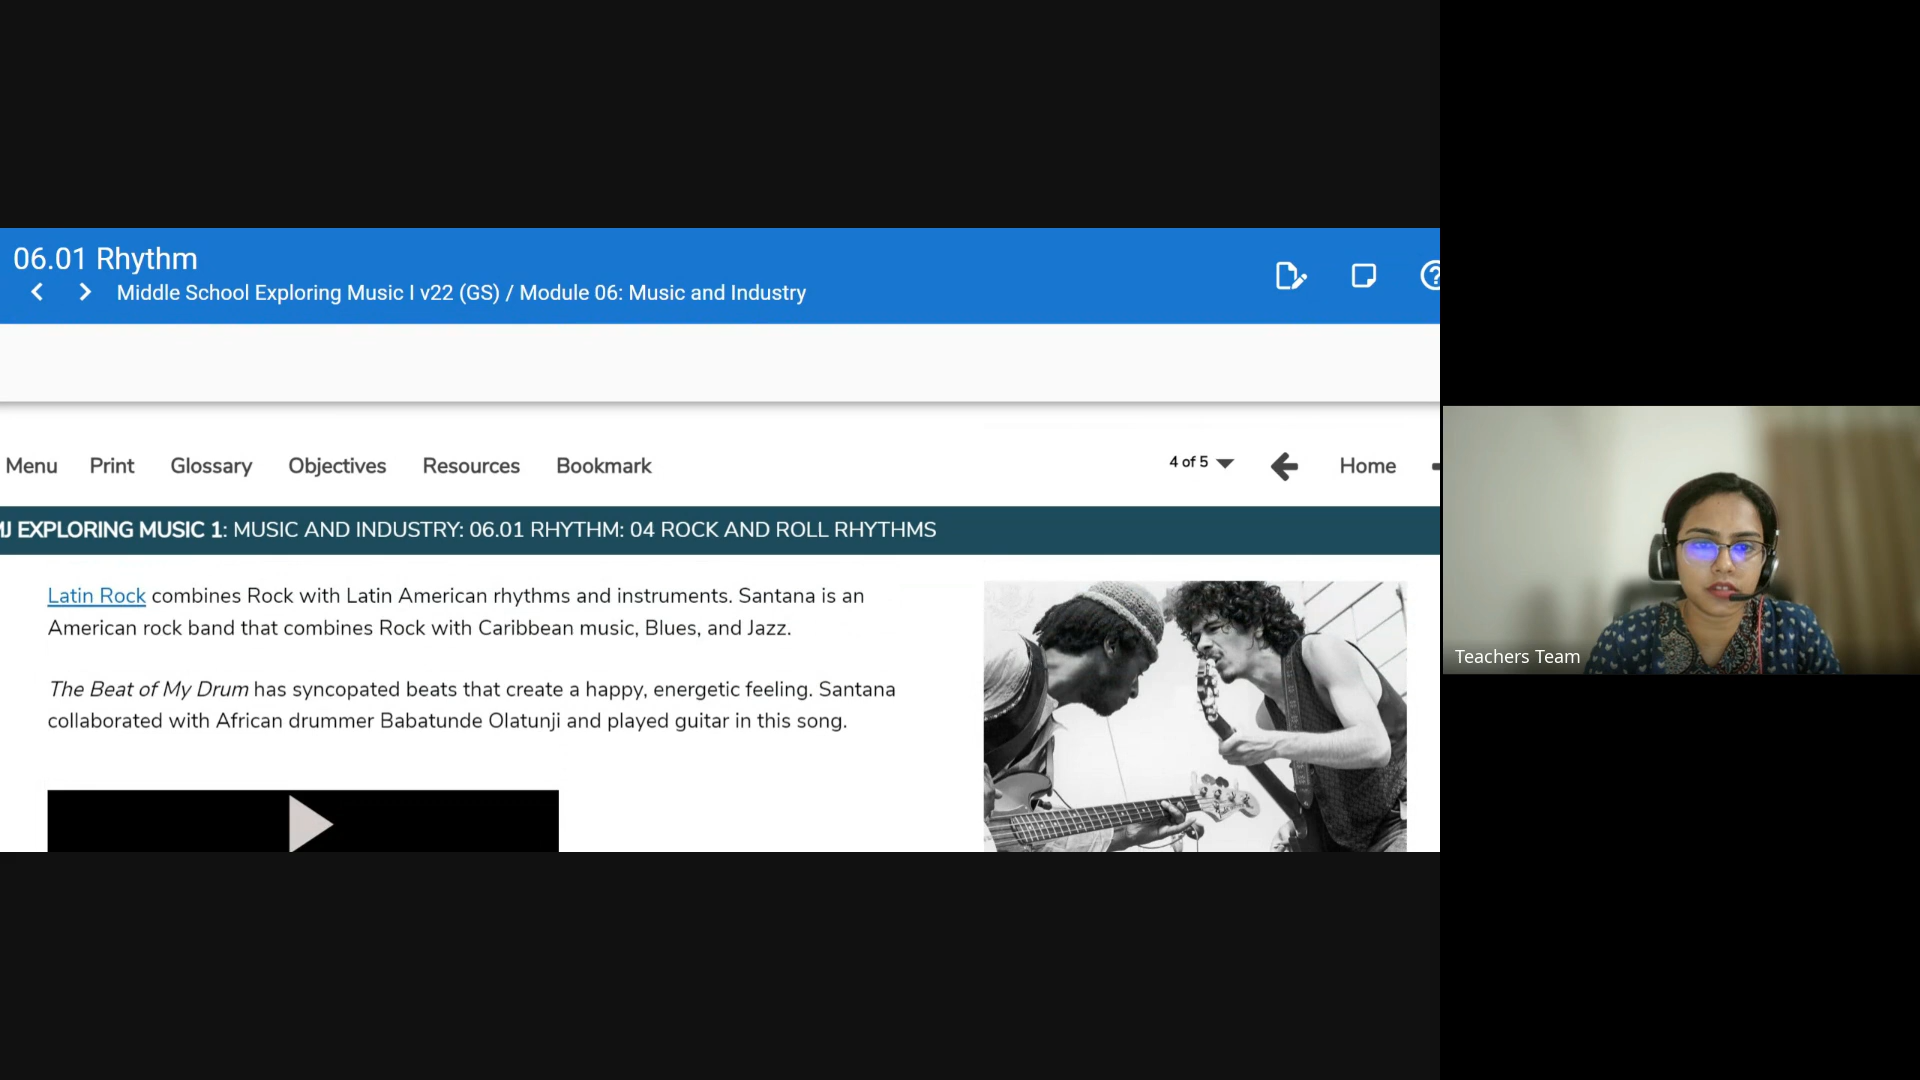 06.01 Rhythm
Middle School Exploring Music I v22 (GS) / Module 06: Music and Industry
Menu Print Glossary Objectives Resources Bookmark 4 of 5 Home
MJ EXPLORING MUSIC 1: MUSIC AND INDUSTRY: 06.01 RHYTHM: 04 ROCK AND ROLL RHYTHMS
Latin Rock combines Rock with Latin American rhythms and instruments. Santana is an
American rock band that combines Rock with Caribbean music, Blues, and Jazz.
The Beat of My Drum has syncopated beats that create a happy, energetic feeling. Santana
collaborated with African drummer Babatunde Olatunji and played guitar in this song.
Teachers Team